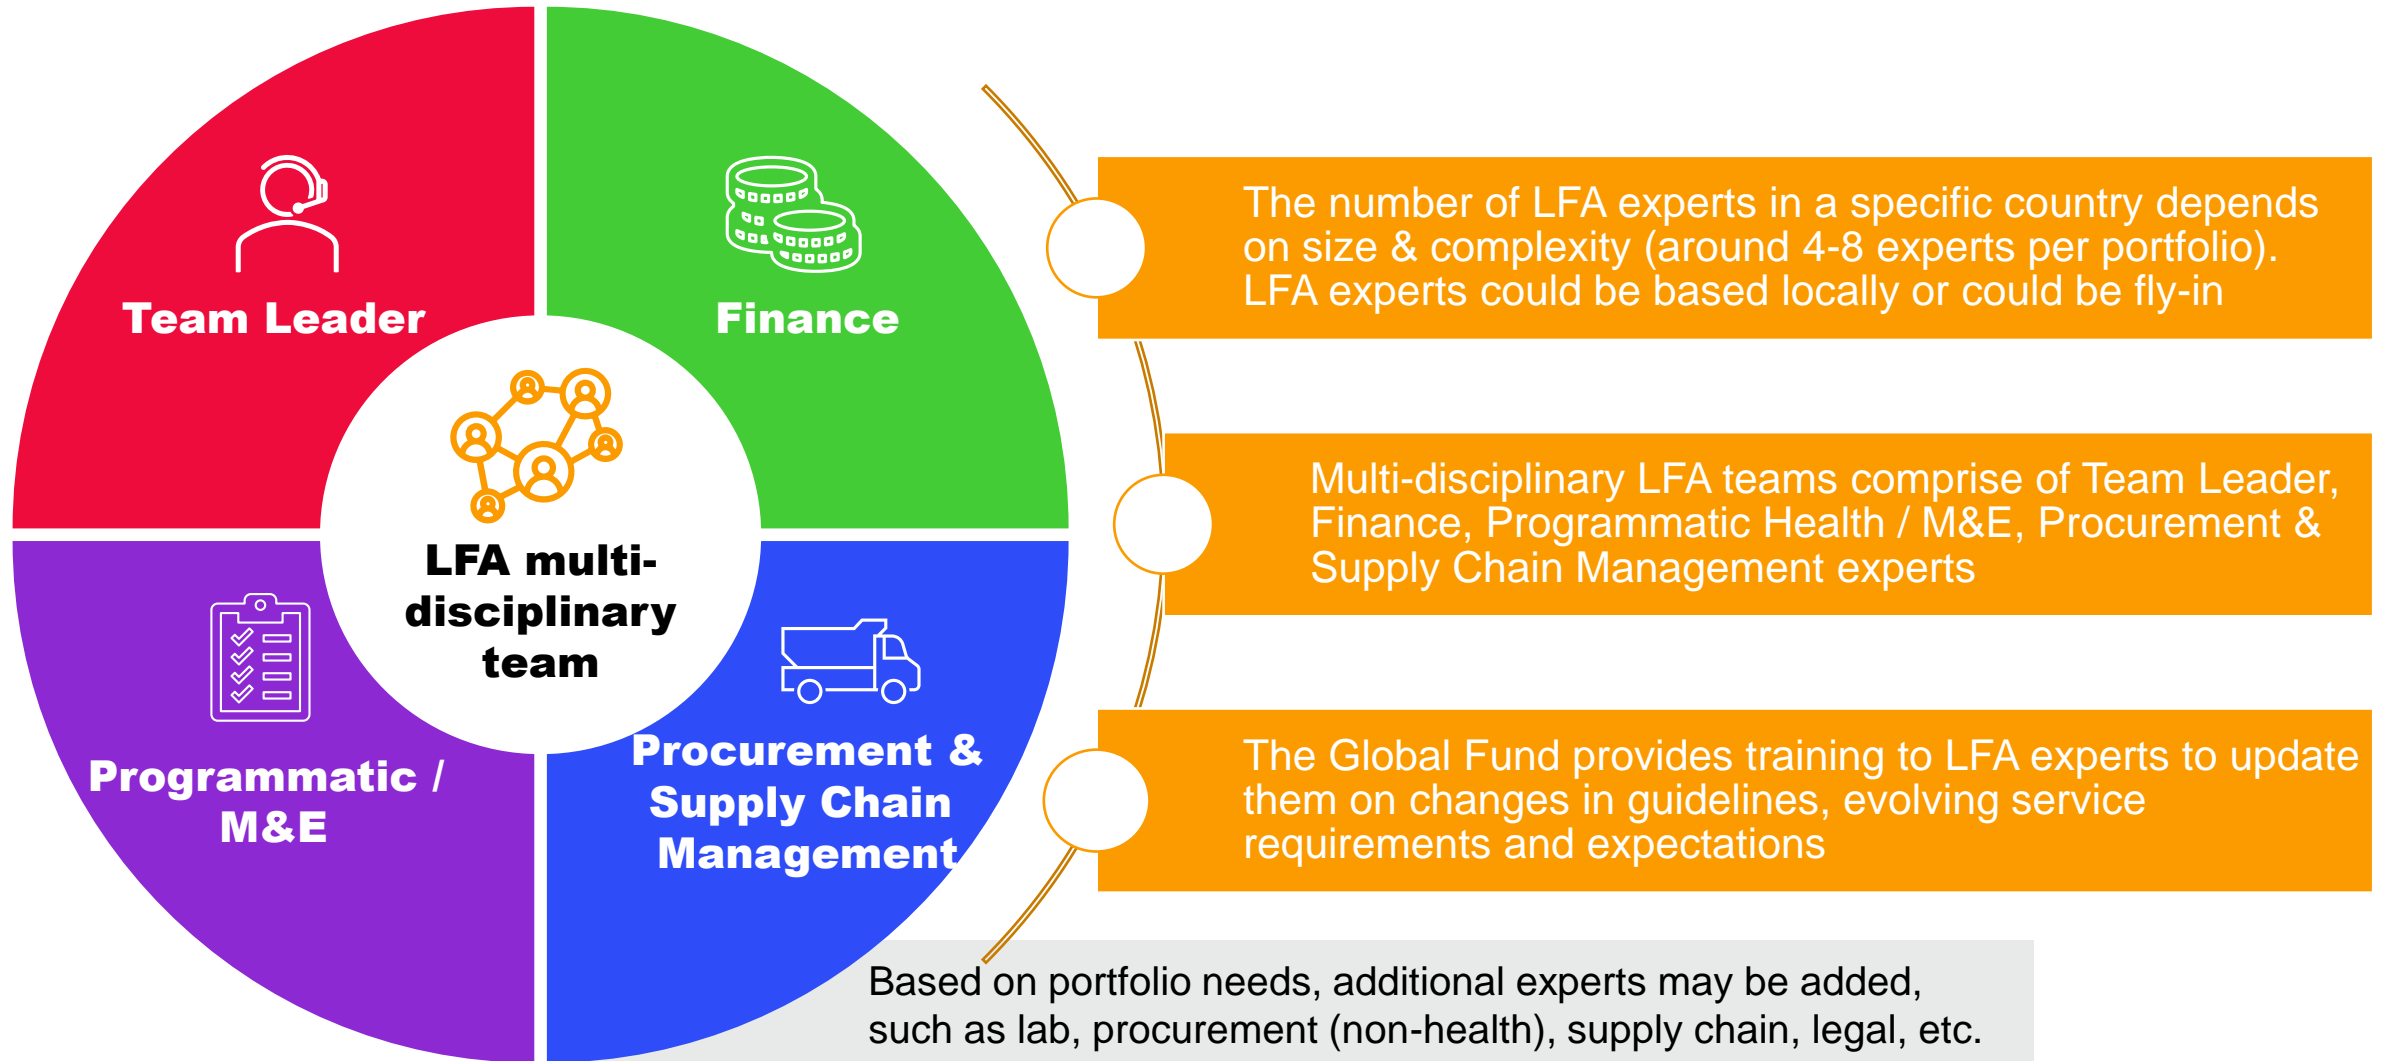 Team Leader
Finance
LFA multi-
disciplinary
team
Programmatic /
M&E
Procurement &
Supply Chain
Management
The number of LFA experts in a specific country depends
on size & complexity (around 4-8 experts per portfolio).
LFA experts could be based locally or could be fly-in
Multi-disciplinary LFA teams comprise of Team Leader,
Finance, Programmatic Health / M&E, Procurement &
Supply Chain Management experts
The Global Fund provides training to LFA experts to update
them on changes in guidelines, evolving service
requirements and expectations
Based on portfolio needs, additional experts may be added,
such as lab, procurement (non-health), supply chain, legal, etc.